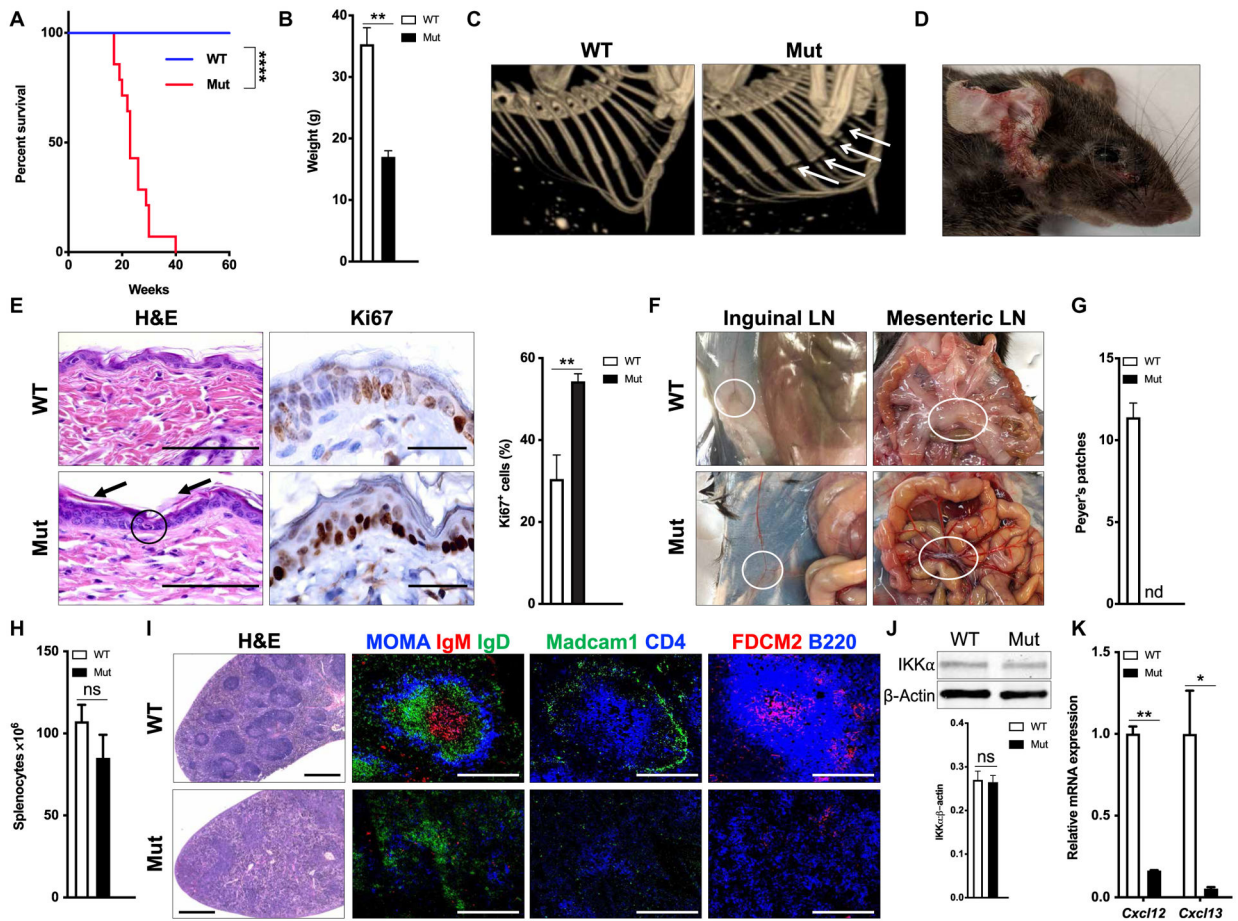 A
Percent survival
100
50
0
0 20 40 60
Weeks
WT
Mut
****
B
Weight (g)
40
30
20
10
0
**
WT
Mut
C
WT
Mut
D
E
H&E
Ki67
WT
Mut
Ki67+ cells (%)
60
40
20
0
**
WT
Mut
F
Inguinal LN
Mesenteric LN
WT
Mut
G
Peyer's patches
15
10
5
0
nd
WT
Mut
H
Splenocytes ×10⁶
150
100
50
0
ns
WT
Mut
I
H&E
MOMA IgM IgD
Madcam1 CD4
FDCM2 B220
WT
Mut
J
WT Mut
IKKα
β-Actin
IKKα:β-actin
0.4
0.3
0.2
0.1
0.0
ns
WT
Mut
K
Relative mRNA expression
1.5
1.0
0.5
0.0
**
*
WT
Mut
Cxcl12 Cxcl13